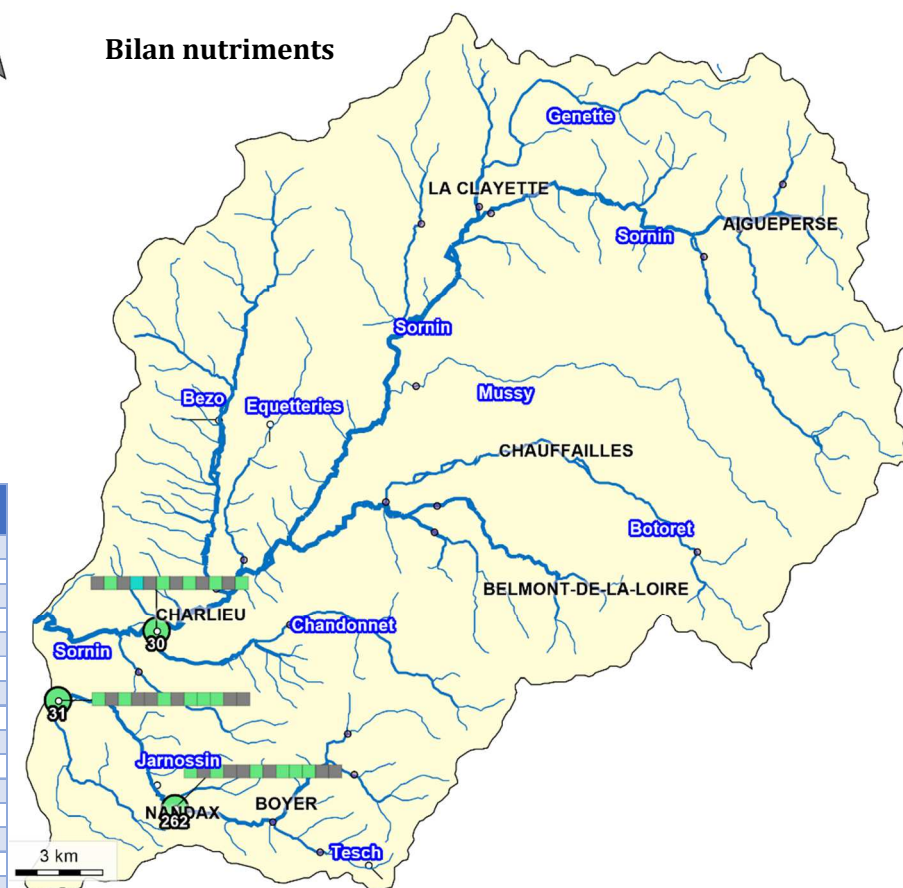 Bilan nutriments
Genette
LA CLAYETTE
AIGUEPERSE
Sornin
Sornin
Mussy
Bezo
Equetteries
CHAUFFAILLES
Botoret
BELMONT-DE-LA-LOIRE
CHARLIEU
Chandonnet
30
Sornin
31
Jarnossin
NANDAX
BOYER
262
Tesch
3 km